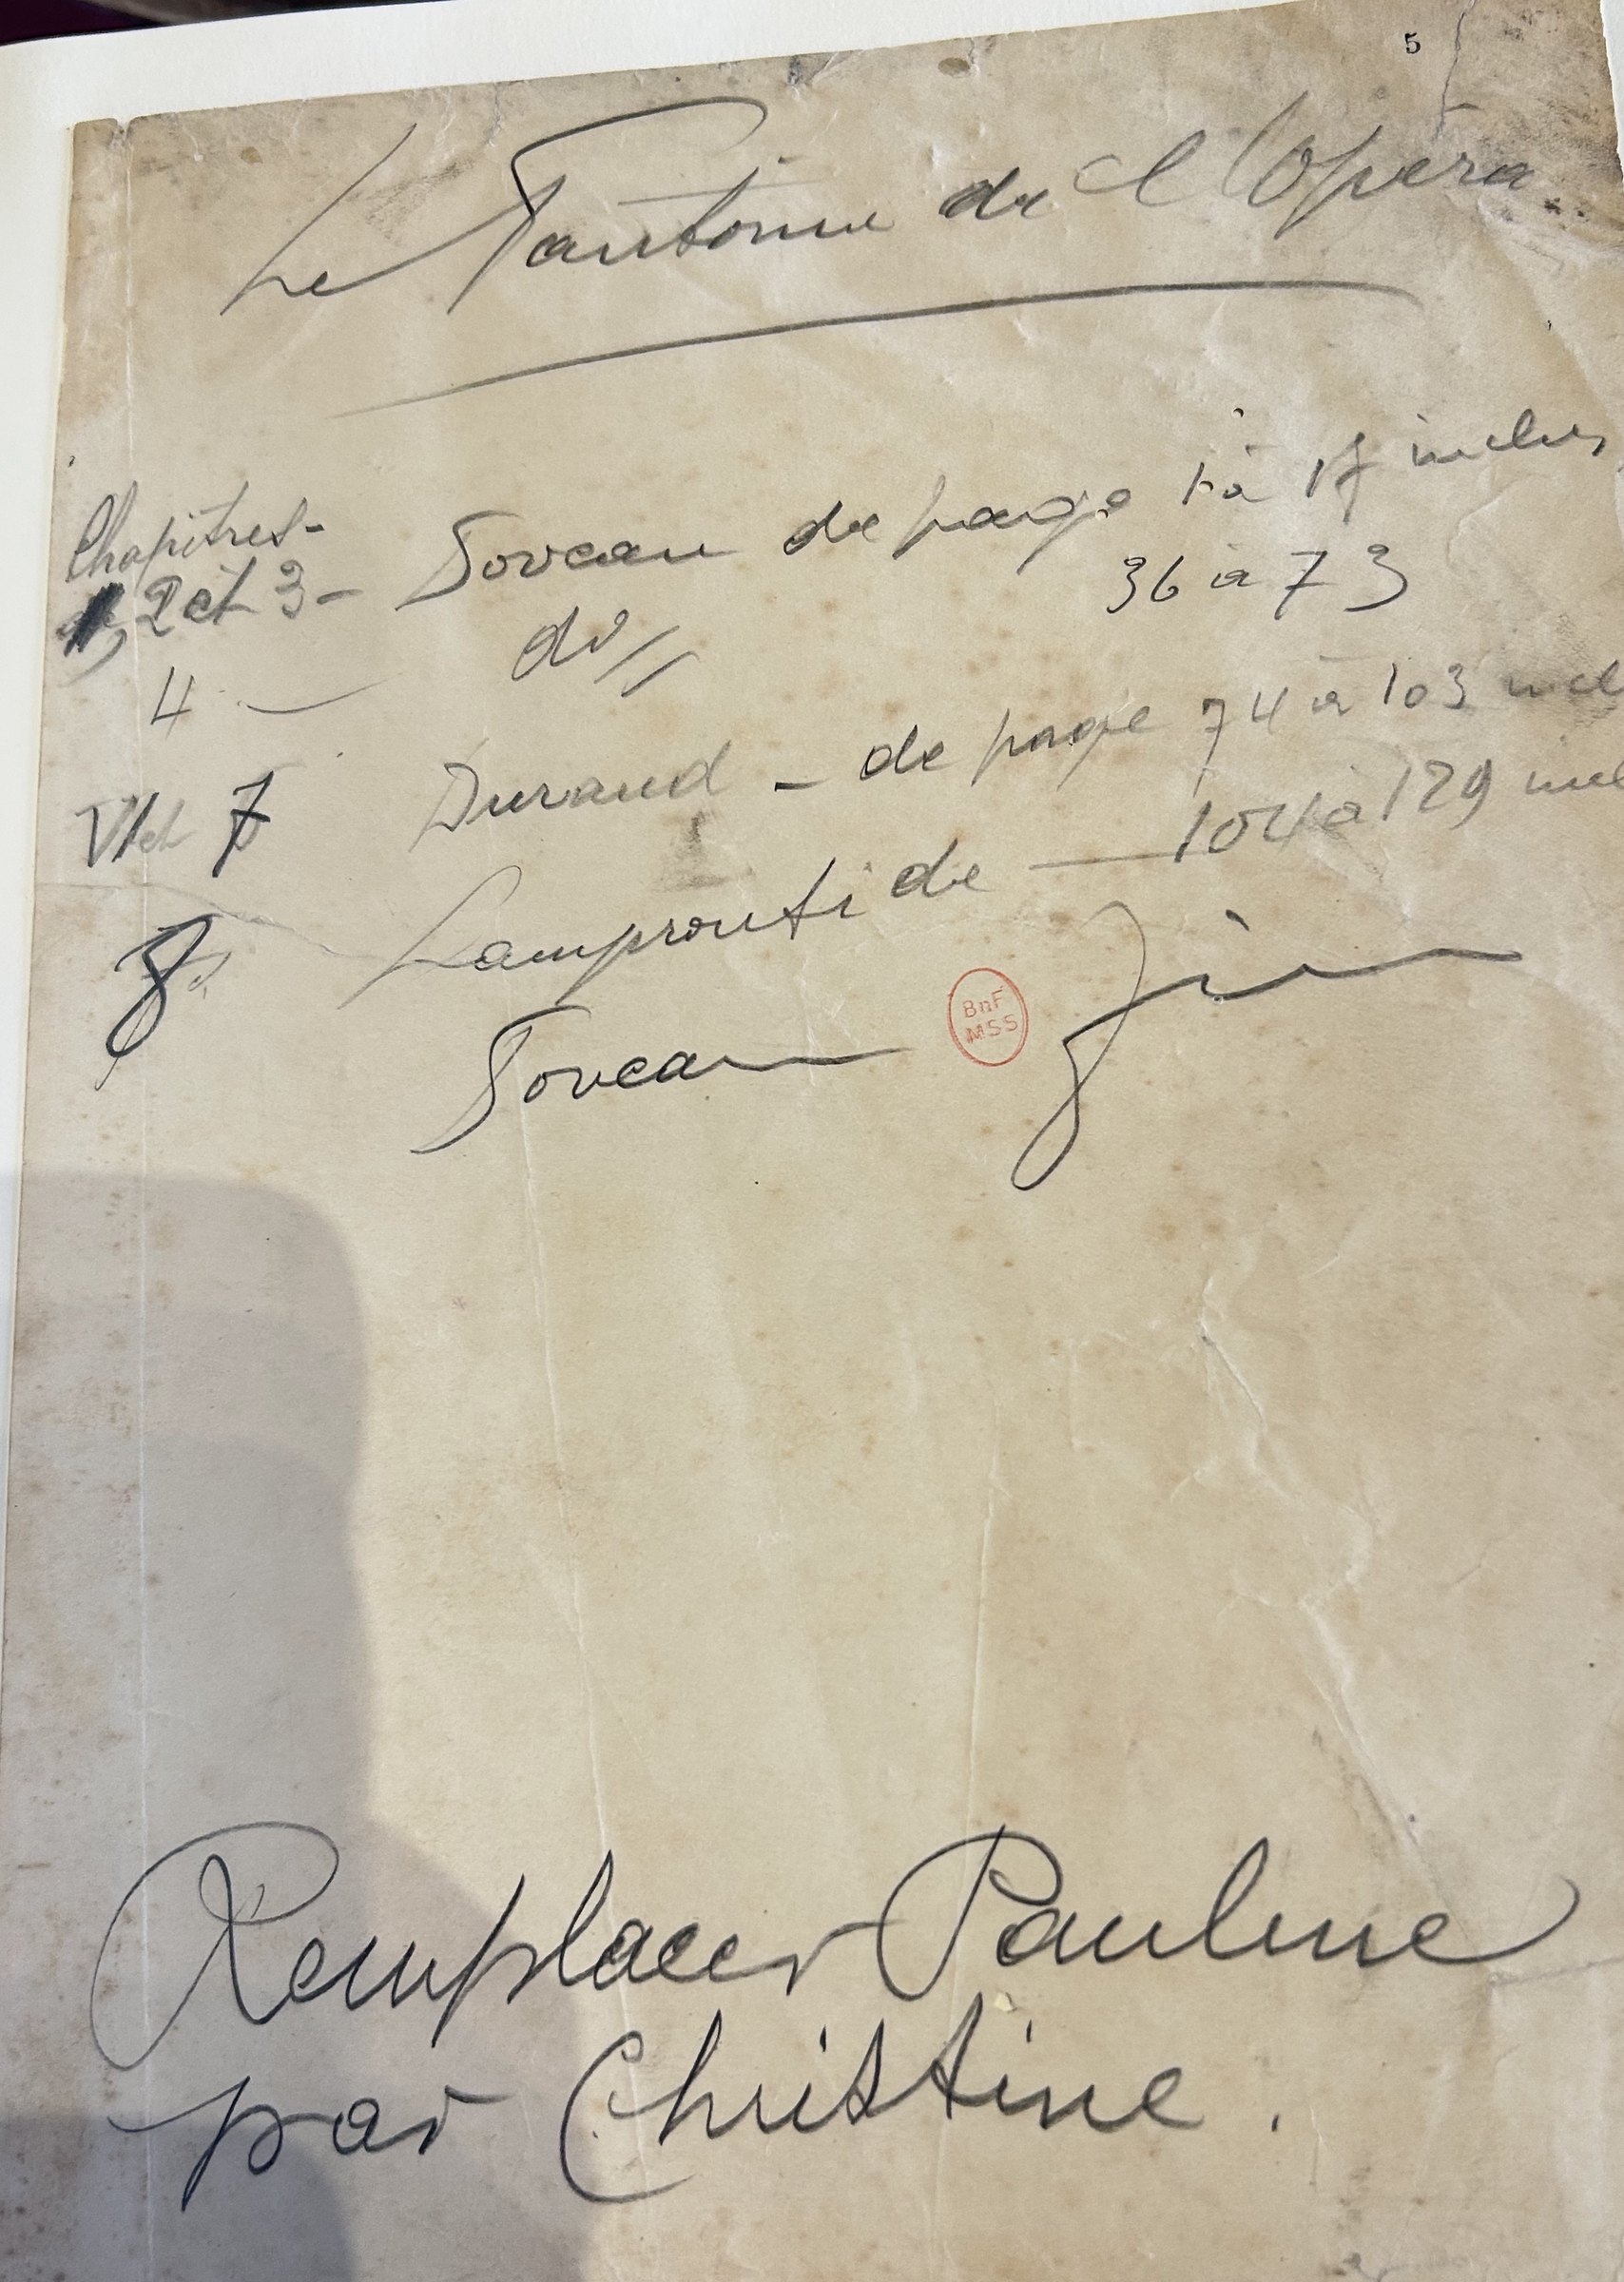 5
Le Fantôme de l'Opéra
Chapitres -
2 et 3 - Soveau de page 1 à 17 inclus
4 — do // 36 à 73
VI et 7 Durand - de page 74 à 103 incl
8 Lamprouti de — 104 à 129 incl
Soveau fin
BnF
MSS
Remplacer Pauline
par Christine.